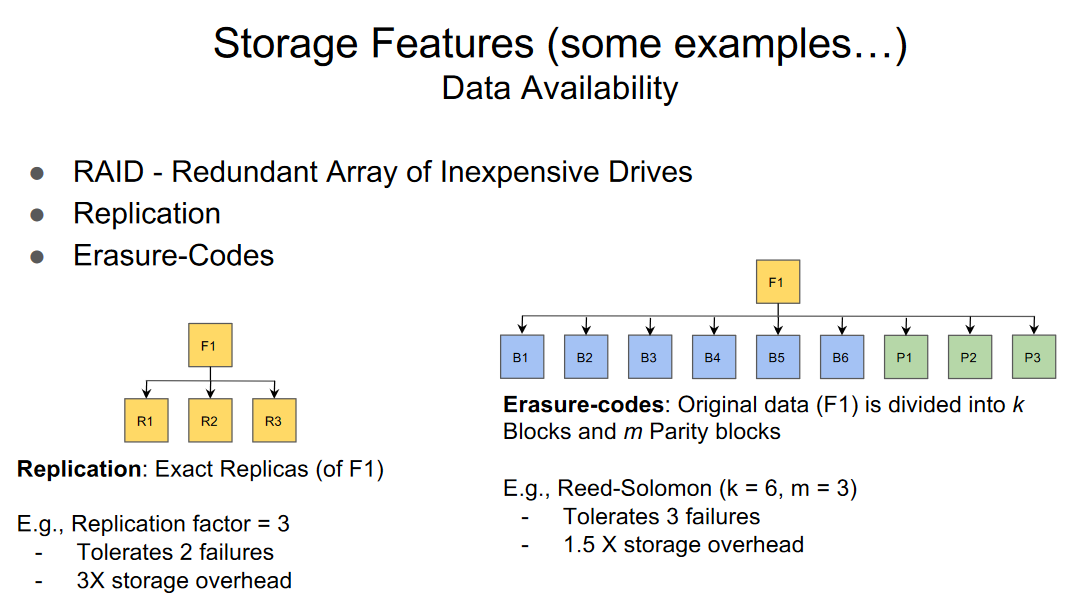 Storage Features (some examples…)
Data Availability
● RAID - Redundant Array of Inexpensive Drives
● Replication
● Erasure-Codes
F1
R1 R2 R3
Replication: Exact Replicas (of F1)
E.g., Replication factor = 3
- Tolerates 2 failures
- 3X storage overhead
F1
B1 B2 B3 B4 B5 B6 P1 P2 P3
Erasure-codes: Original data (F1) is divided into k
Blocks and m Parity blocks
E.g., Reed-Solomon (k = 6, m = 3)
- Tolerates 3 failures
- 1.5 X storage overhead